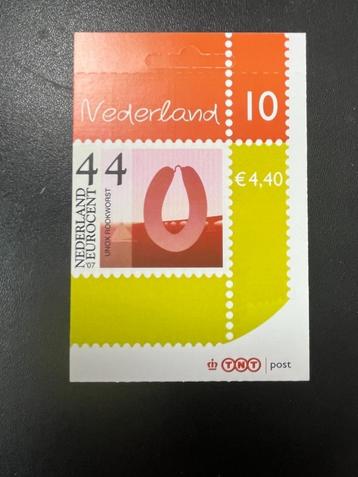 Nederland 10
€ 4,40
44
NEDERLAND
'07 EUROCENT
UNOX ROOKWORST
TNT post